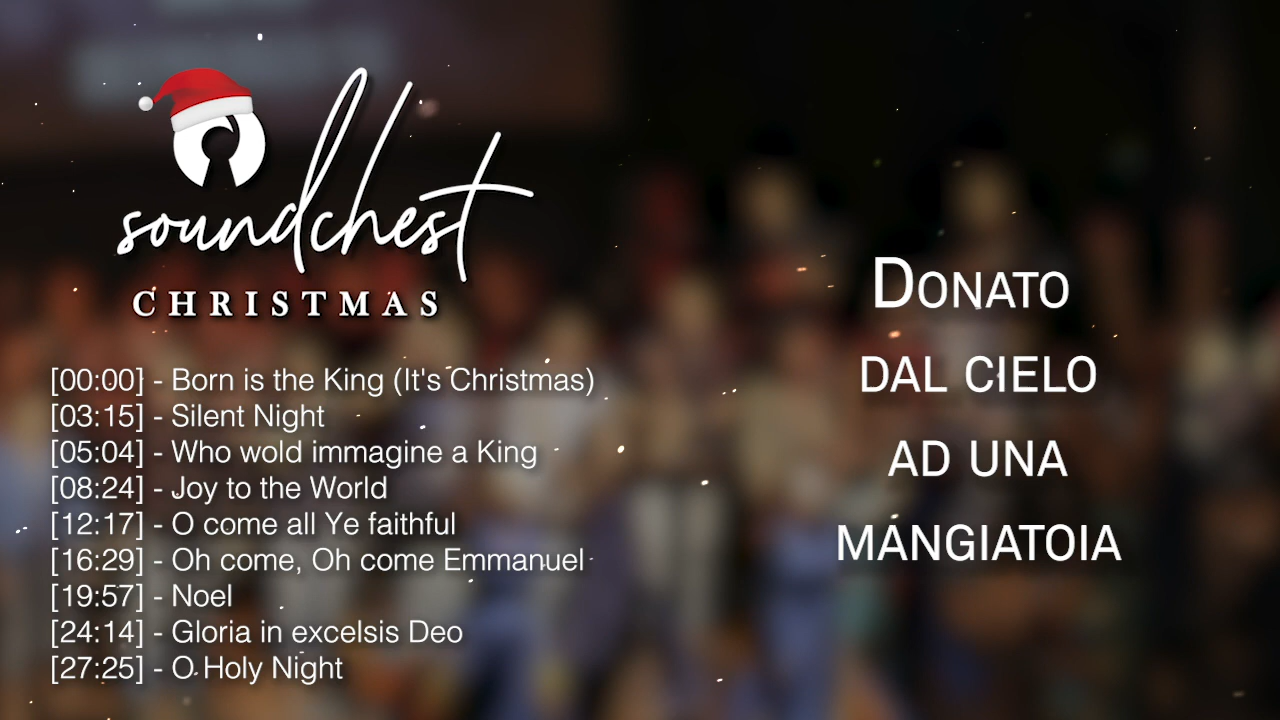 soundchest
CHRISTMAS
[00:00] - Born is the King (It's Christmas)
[03:15] - Silent Night
[05:04] - Who wold immagine a King
[08:24] - Joy to the World
[12:17] - O come all Ye faithful
[16:29] - Oh come, Oh come Emmanuel
[19:57] - Noel
[24:14] - Gloria in excelsis Deo
[27:25] - O Holy Night
DONATO
DAL CIELO
AD UNA
MANGIATOIA